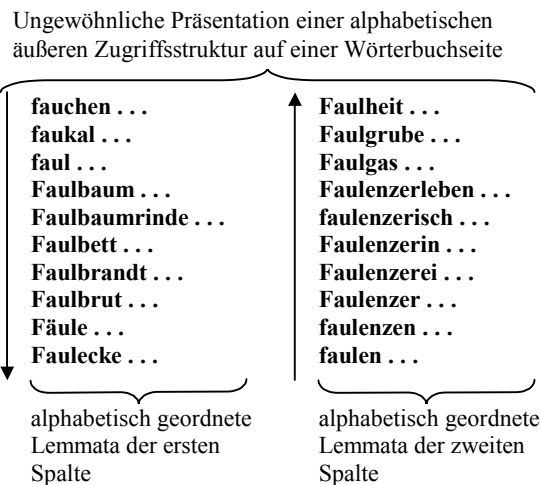 Ungewöhnliche Präsentation einer alphabetischen
äußeren Zugriffsstruktur auf einer Wörterbuchseite
fauchen . . .
faukal . . .
faul . . .
Faulbaum . . .
Faulbaumrinde . . .
Faulbett . . .
Faulbrandt . . .
Faulbrut . . .
Fäule . . .
Faulecke . . .
alphabetisch geordnete
Lemmata der ersten
Spalte
Faulheit . . .
Faulgrube . . .
Faulgas . . .
Faulenzerleben . . .
faulenzerisch . . .
Faulenzerin . . .
Faulenzerei . . .
Faulenzer . . .
faulenzen . . .
faulen . . .
alphabetisch geordnete
Lemmata der zweiten
Spalte